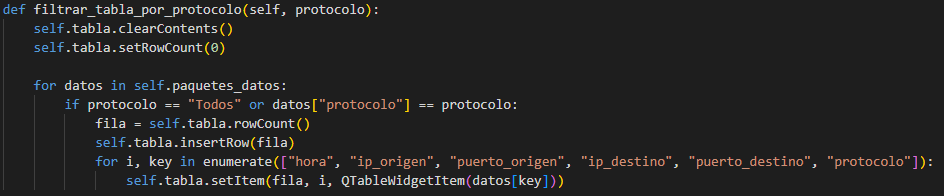 def filtrar_tabla_por_protocolo(self, protocolo):
    self.tabla.clearContents()
    self.tabla.setRowCount(0)

    for datos in self.paquetes_datos:
        if protocolo == "Todos" or datos["protocolo"] == protocolo:
            fila = self.tabla.rowCount()
            self.tabla.insertRow(fila)
            for i, key in enumerate(["hora", "ip_origen", "puerto_origen", "ip_destino", "puerto_destino", "protocolo"]):
                self.tabla.setItem(fila, i, QTableWidgetItem(datos[key]))